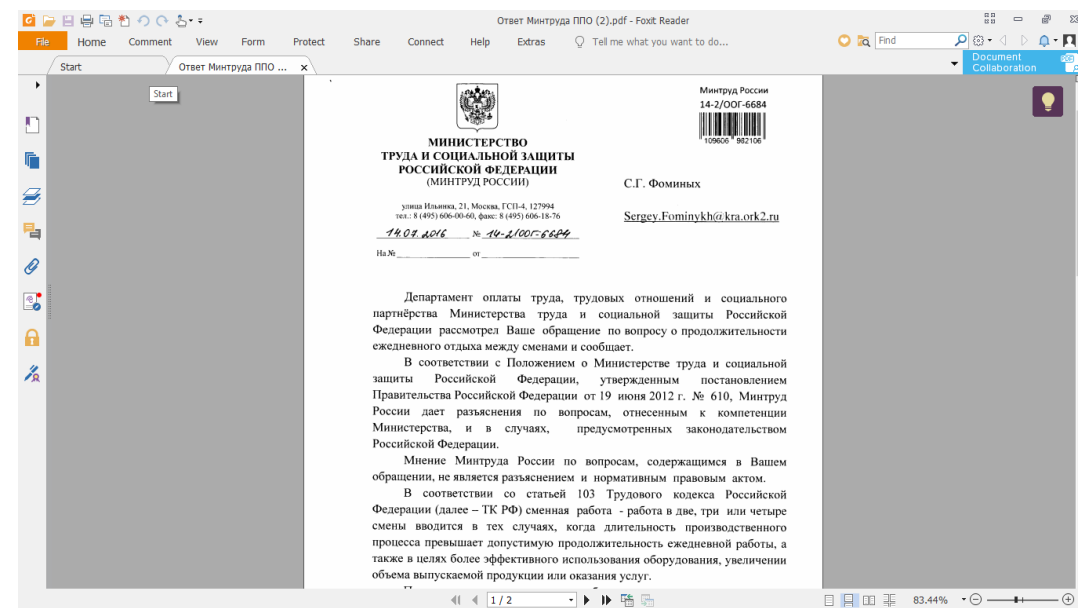 Ответ Минтруда ППО (2).pdf - Foxit Reader
File Home Comment View Form Protect Share Connect Help Extras Tell me what you want to do... Find
Start Ответ Минтруда ППО ... x Document Collaboration
Start
МИНИСТЕРСТВО
ТРУДА И СОЦИАЛЬНОЙ ЗАЩИТЫ
РОССИЙСКОЙ ФЕДЕРАЦИИ
(МИНТРУД РОССИИ)
улица Ильинка, 21, Москва, ГСП-4, 127994
тел.: 8 (495) 606-00-60, факс: 8 (495) 606-18-76
14.07.2016 № 14-2/ООГ-6684
На № от
Минтруд России
14-2/ООГ-6684
109606 982106
С.Г. Фоминых
Sergey.Fominykh@kra.ork2.ru
Департамент оплаты труда, трудовых отношений и социального
партнёрства Министерства труда и социальной защиты Российской
Федерации рассмотрел Ваше обращение по вопросу о продолжительности
ежедневного отдыха между сменами и сообщает.
В соответствии с Положением о Министерстве труда и социальной
защиты Российской Федерации, утвержденным постановлением
Правительства Российской Федерации от 19 июня 2012 г. № 610, Минтруд
России дает разъяснения по вопросам, отнесенным к компетенции
Министерства, и в случаях, предусмотренных законодательством
Российской Федерации.
Мнение Минтруда России по вопросам, содержащимся в Вашем
обращении, не является разъяснением и нормативным правовым актом.
В соответствии со статьей 103 Трудового кодекса Российской
Федерации (далее – ТК РФ) сменная работа - работа в две, три или четыре
смены вводится в тех случаях, когда длительность производственного
процесса превышает допустимую продолжительность ежедневной работы, а
также в целях более эффективного использования оборудования, увеличении
объема выпускаемой продукции или оказания услуг.
1 / 2 83.44%